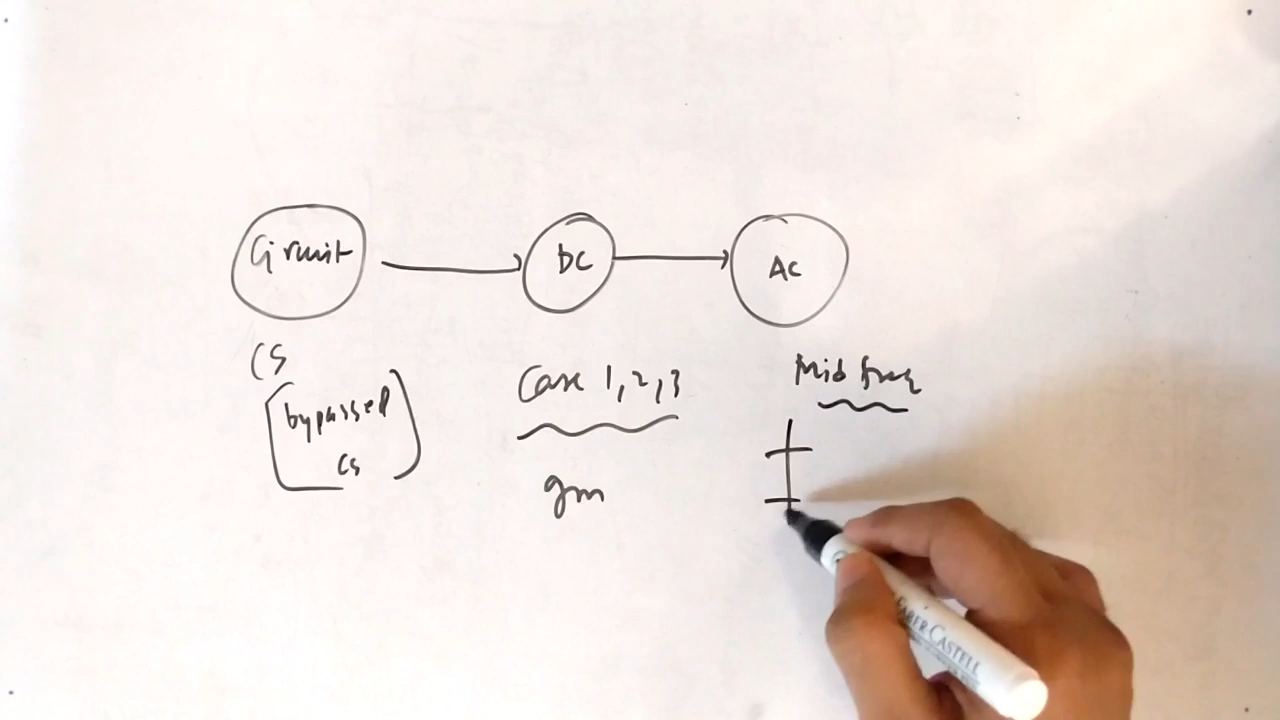 Circuit
DC
AC
CS
bypassed
CS
Case 1,2,3
gm
Mid freq
FABER-CASTELL